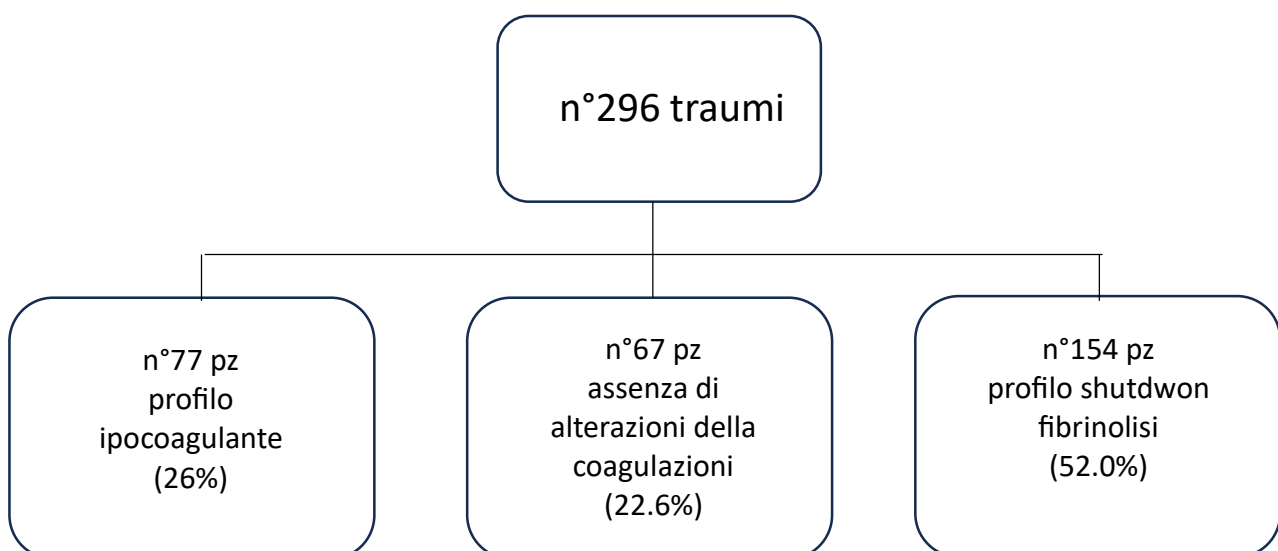 n°296 traumi
n°77 pz
profilo
ipocoagulante
(26%)
n°67 pz
assenza di
alterazioni della
coagulazioni
(22.6%)
n°154 pz
profilo shutdwon
fibrinolisi
(52.0%)